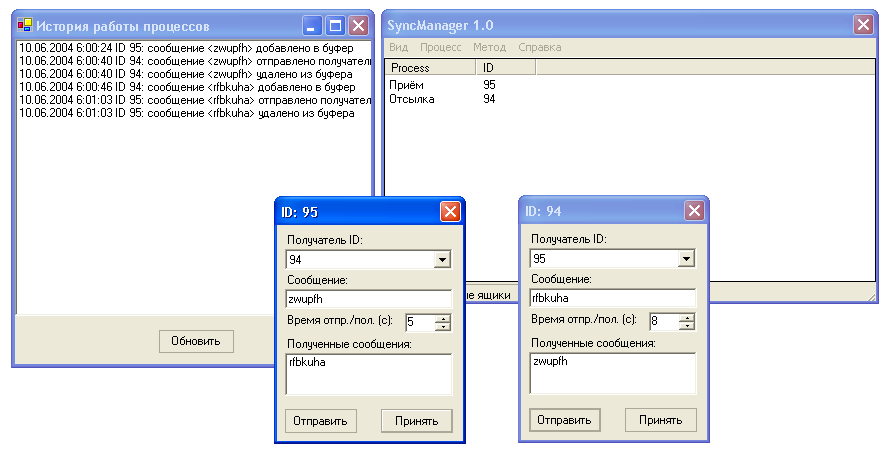 История работы процессов
10.06.2004 6:00:24 ID 95: сообщение <zwupfh> добавлено в буфер
10.06.2004 6:00:40 ID 94: сообщение <zwupfh> отправлено получател
10.06.2004 6:00:40 ID 94: сообщение <zwupfh> удалено из буфера
10.06.2004 6:00:46 ID 94: сообщение <rfbkuha> добавлено в буфер
10.06.2004 6:01:03 ID 95: сообщение <rfbkuha> отправлено получател
10.06.2004 6:01:03 ID 95: сообщение <rfbkuha> удалено из буфера
Обновить
SyncManager 1.0
Вид Процесс Метод Справка
Process ID
Приём 95
Отсылка 94
ые ящики
ID: 95
Получатель ID:
94
Сообщение:
zwupfh
Время отпр./пол. (с): 5
Полученные сообщения:
rfbkuha
Отправить Принять
ID: 94
Получатель ID:
95
Сообщение:
rfbkuha
Время отпр./пол. (с): 8
Полученные сообщения:
zwupfh
Отправить Принять